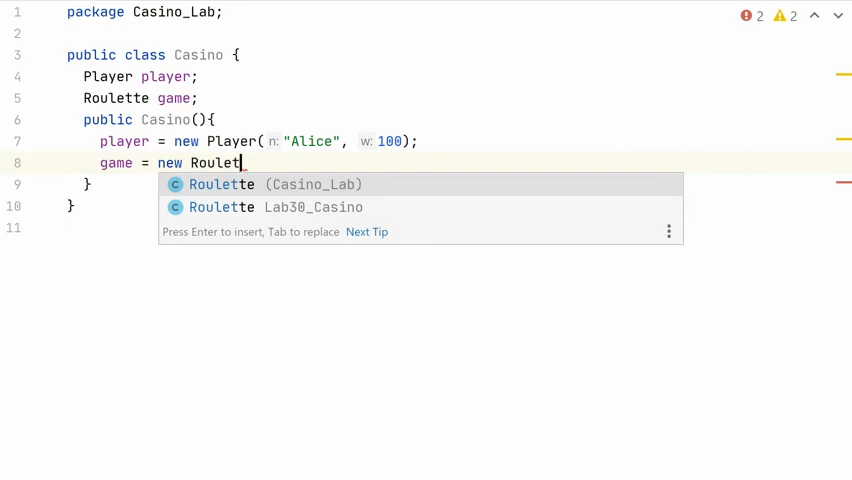 1 package Casino_Lab;
2
3 public class Casino {
4 Player player;
5 Roulette game;
6 public Casino(){
7 player = new Player( n: "Alice", w: 100);
8 game = new Roulet
9 }
10 }
11
2 2
C Roulette (Casino_Lab)
C Roulette Lab30_Casino
Press Enter to insert, Tab to replace Next Tip